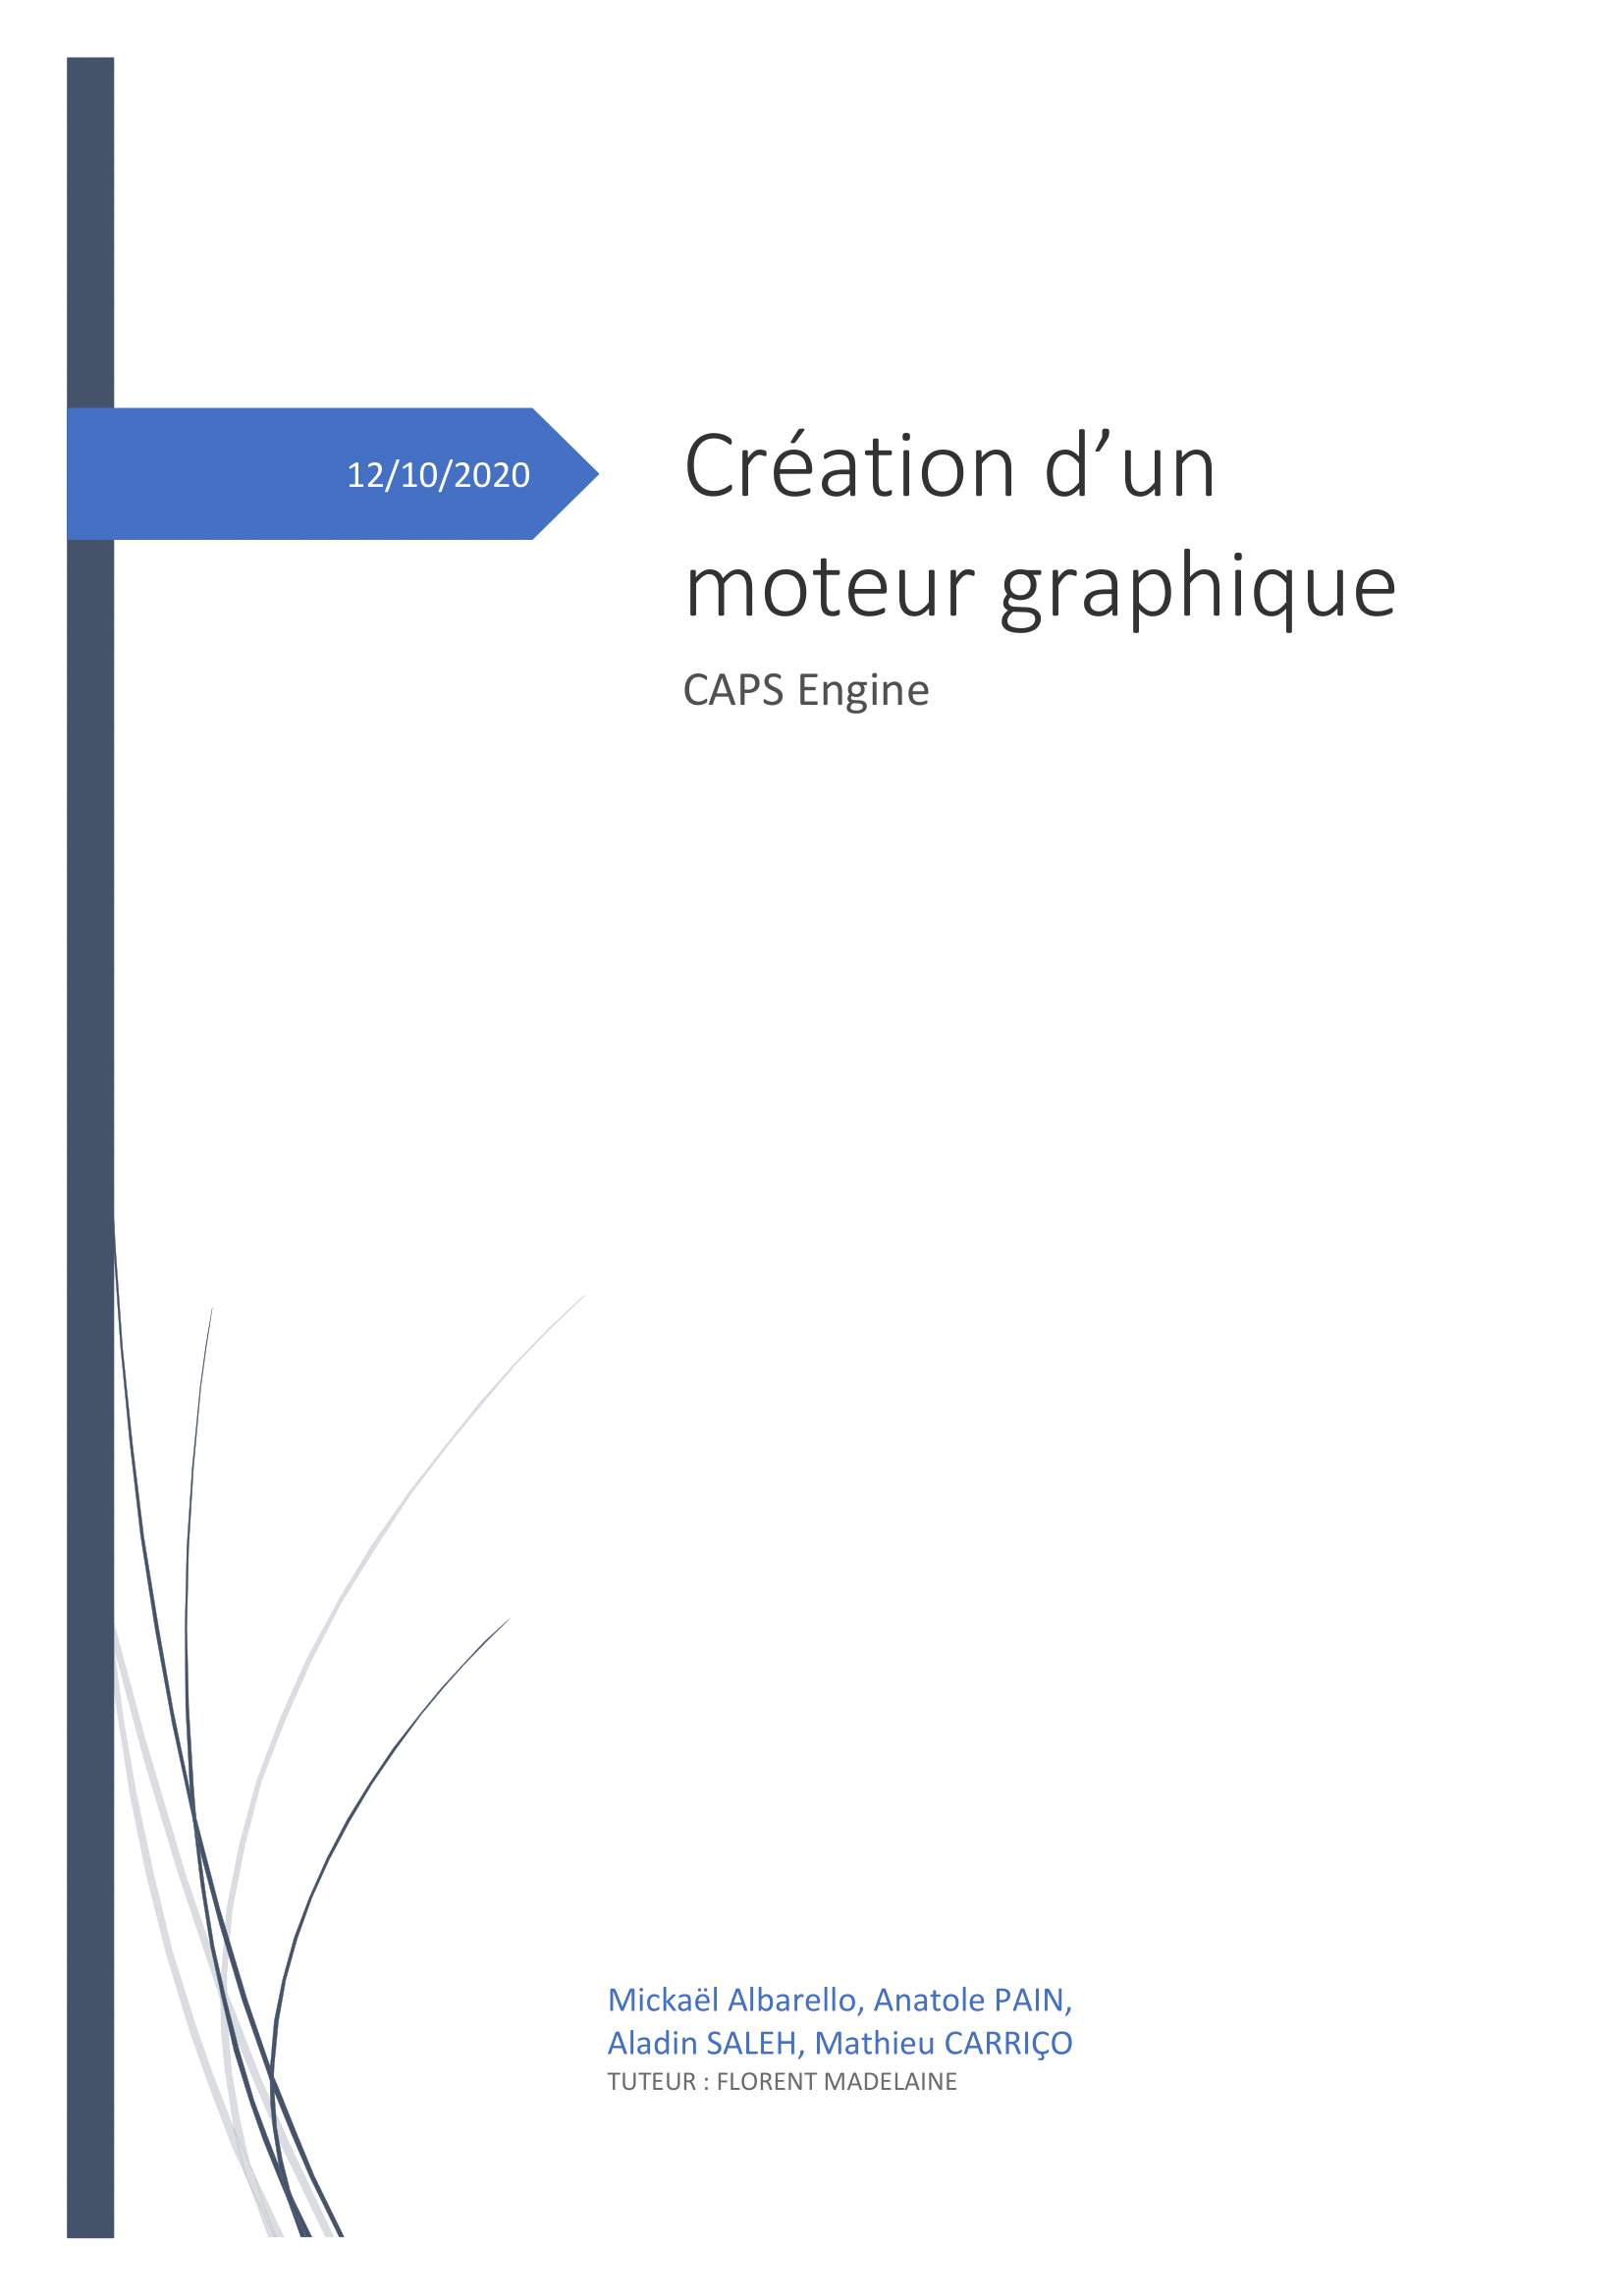 12/10/2020
Création d’un
moteur graphique
CAPS Engine
Mickaël Albarello, Anatole PAIN,
Aladin SALEH, Mathieu CARRIÇO
TUTEUR : FLORENT MADELAINE